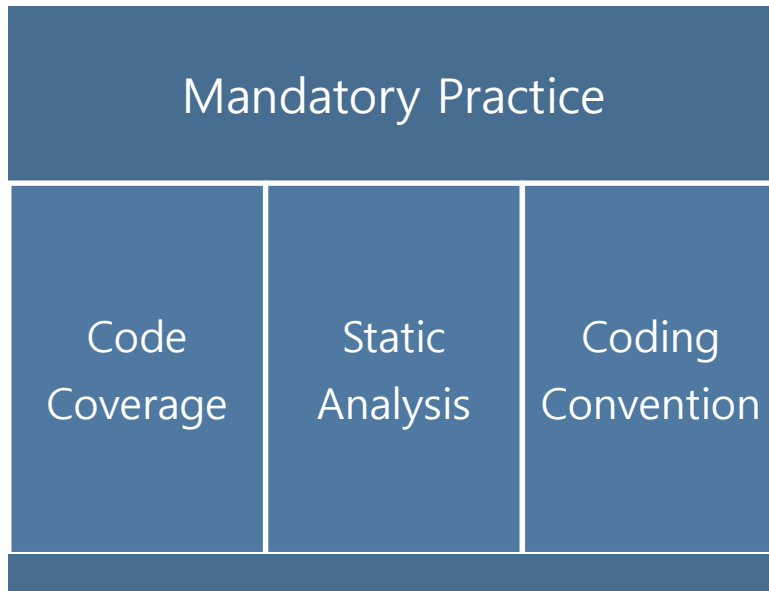 Mandatory Practice
Code
Coverage
Static
Analysis
Coding
Convention